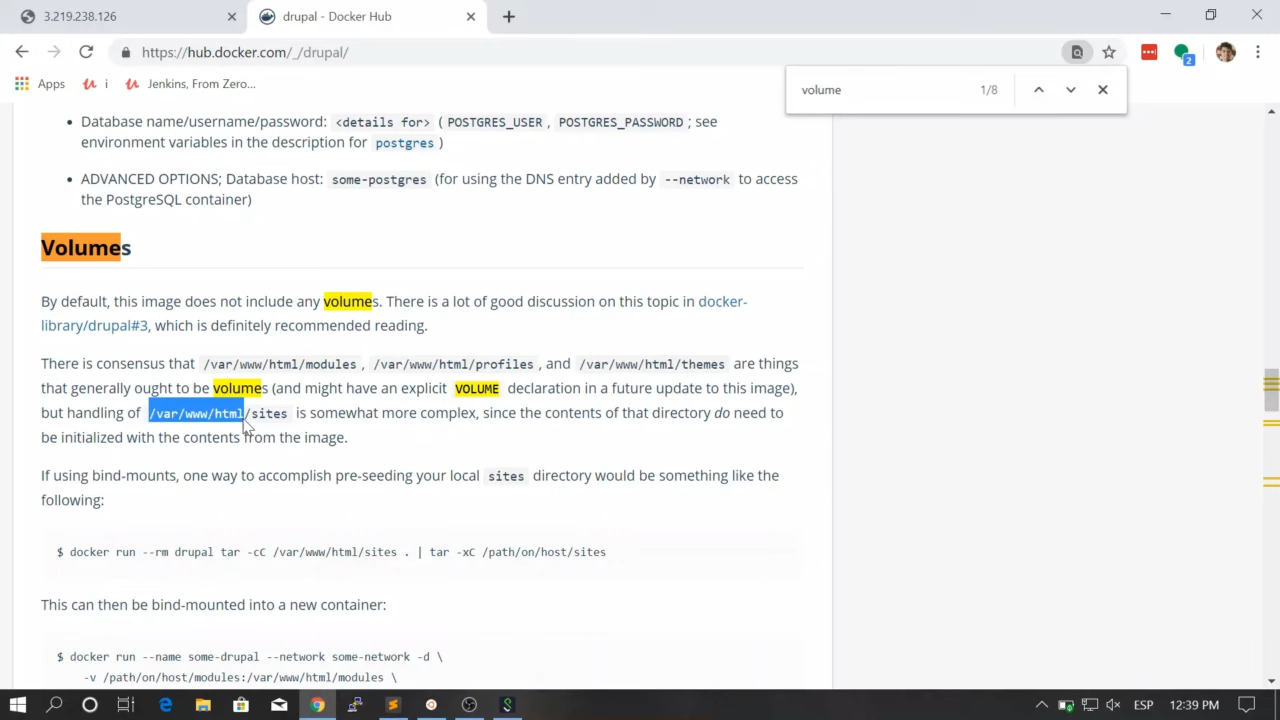 3.219.238.126
drupal - Docker Hub
https://hub.docker.com/_/drupal/
2
Apps
i
Jenkins, From Zero...
volume
1/8
Database name/username/password: <details for> ( POSTGRES_USER , POSTGRES_PASSWORD ; see
environment variables in the description for postgres )
ADVANCED OPTIONS; Database host: some-postgres (for using the DNS entry added by --network to access
the PostgreSQL container)
Volumes
By default, this image does not include any volumes. There is a lot of good discussion on this topic in docker-
library/drupal#3, which is definitely recommended reading.
There is consensus that /var/www/html/modules , /var/www/html/profiles , and /var/www/html/themes are things
that generally ought to be volumes (and might have an explicit VOLUME declaration in a future update to this image),
but handling of /var/www/html/sites is somewhat more complex, since the contents of that directory do need to
be initialized with the contents from the image.
If using bind-mounts, one way to accomplish pre-seeding your local sites directory would be something like the
following:
$ docker run --rm drupal tar -cC /var/www/html/sites . | tar -xC /path/on/host/sites
This can then be bind-mounted into a new container:
$ docker run --name some-drupal --network some-network -d \
-v /path/on/host/modules:/var/www/html/modules \
ESP
12:39 PM